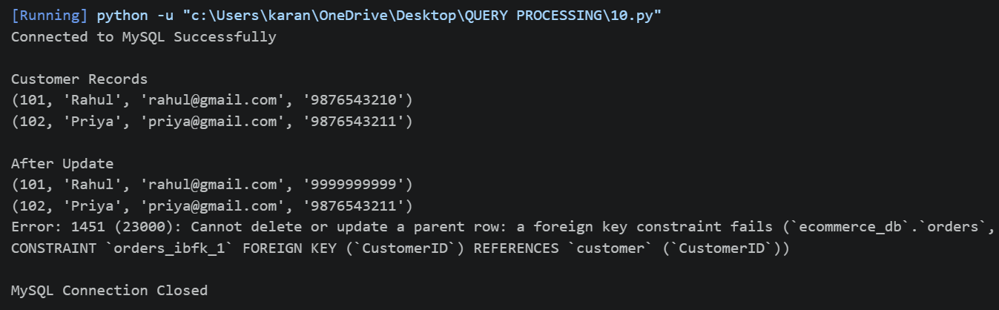 [Running] python -u "c:\Users\karan\OneDrive\Desktop\QUERY PROCESSING\10.py"
Connected to MySQL Successfully
Customer Records
(101, 'Rahul', 'rahul@gmail.com', '9876543210')
(102, 'Priya', 'priya@gmail.com', '9876543211')
After Update
(101, 'Rahul', 'rahul@gmail.com', '9999999999')
(102, 'Priya', 'priya@gmail.com', '9876543211')
Error: 1451 (23000): Cannot delete or update a parent row: a foreign key constraint fails (`ecommerce_db`.`orders`,
CONSTRAINT `orders_ibfk_1` FOREIGN KEY (`CustomerID`) REFERENCES `customer` (`CustomerID`))
MySQL Connection Closed